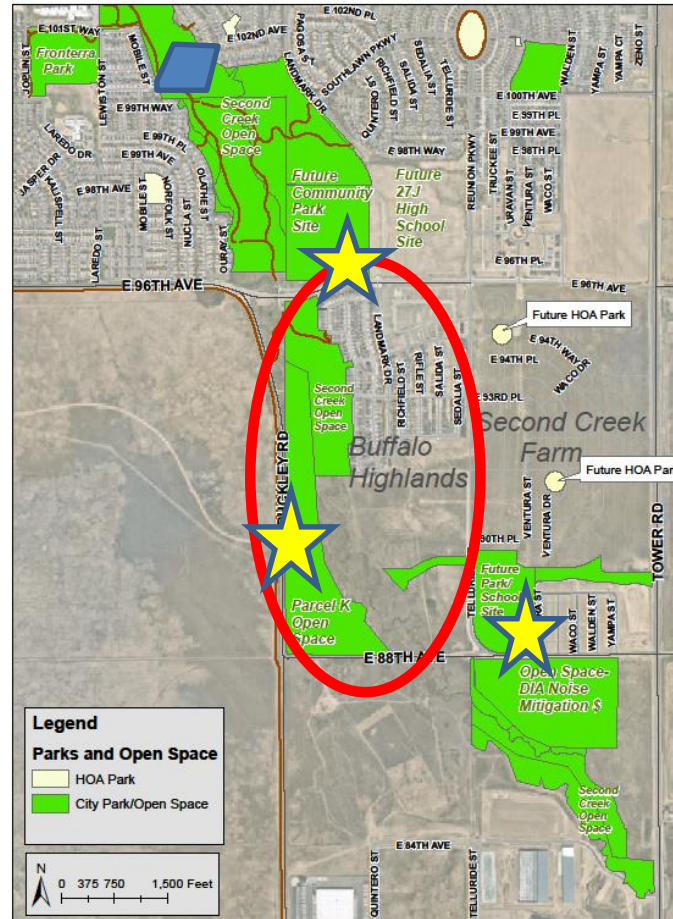 E 101ST WAY
E 102ND PL
E 102ND AVE
PAGOSA ST
JOPLIN ST
Fronterra
Park
LEWISTON ST
MOBILE ST
LANDMARK DR
SOUTHLAWN PKWY
QUINTERO ST
RICHFIELD ST
SALIDA ST
SEDALIA ST
TELLURIDE ST
WALDEN ST
YAMPA ST
YAMPA CT
ZENO ST
E 100TH AVE
E 99TH PL
E 99TH AVE
E 98TH PL
E 99TH WAY
E 99TH PL
E 99TH AVE
E 98TH AVE
LAREDO DR
JASPER DR
KALISPELL ST
LAREDO ST
MOBILE ST
NORFOLK ST
NUCLA ST
OLATHE ST
OURAY ST
Second
Creek
Open
Space
Future
Community
Park
Site
E 98TH WAY
Future
27J
High
School
Site
REUNION PKWY
TRUCKEE ST
URAVAN ST
VENTURA ST
WACO ST
E 96TH PL
E 96TH AVE
E 96TH AVE
Future HOA Park
E 94TH WAY
E 94TH PL
WACO DR
E 93RD PL
LANDMARK DR
RICHFIELD ST
RIFLE ST
SALIDA ST
SEDALIA ST
Second
Creek
Open
Space
Buffalo
Highlands
Second Creek
Farm
Future HOA Par
VENTURA ST
VENTURA DR
TOWER RD
90TH PL
Future
Park/
School
Site
WACO ST
WALDEN ST
YAMPA ST
Parcel K
Open
Space
E 88TH AVE
Open Space-
DIA Noise
Mitigation $
Second
Creek
Open
Space
E 84TH AVE
QUINTERO ST
TELLURIDE ST
Legend
Parks and Open Space
HOA Park
City Park/Open Space
N
0 375 750 1,500 Feet